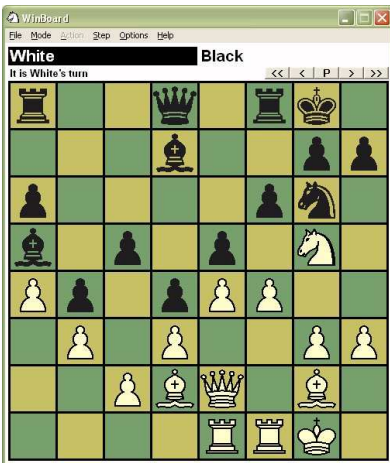 WinBoard
File Mode Action Step Options Help
White Black
It is White's turn << < P > >>